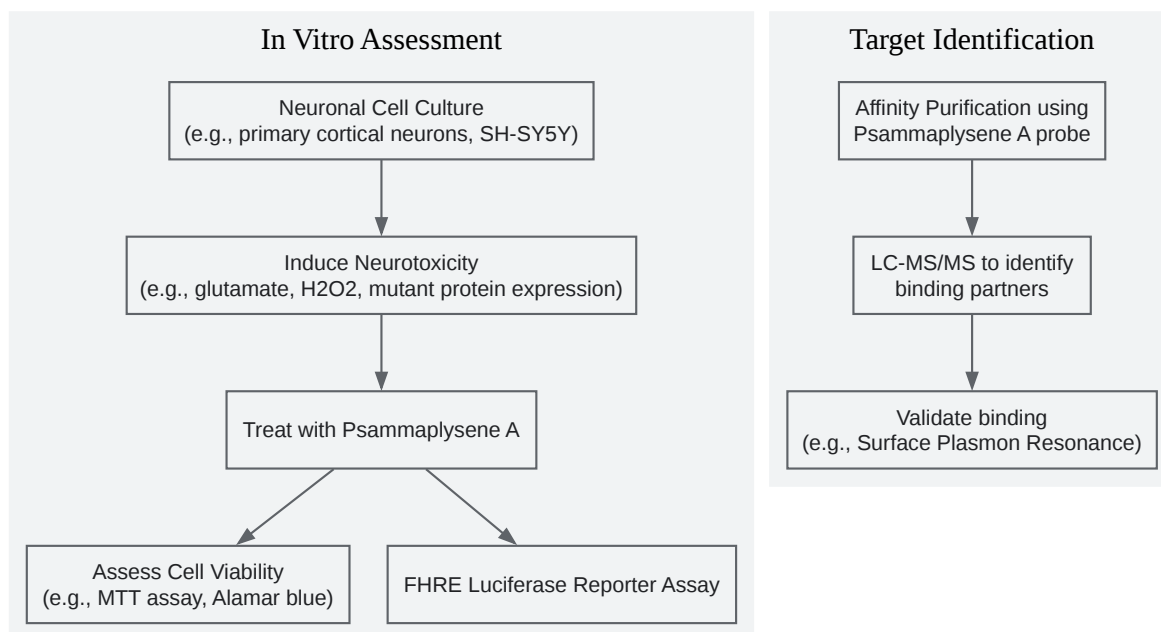 In Vitro Assessment
Neuronal Cell Culture
(e.g., primary cortical neurons, SH-SY5Y)
Induce Neurotoxicity
(e.g., glutamate, H2O2, mutant protein expression)
Treat with Psammaplysene A
Assess Cell Viability
(e.g., MTT assay, Alamar blue)
FHRE Luciferase Reporter Assay
Target Identification
Affinity Purification using
Psammaplysene A probe
LC-MS/MS to identify
binding partners
Validate binding
(e.g., Surface Plasmon Resonance)